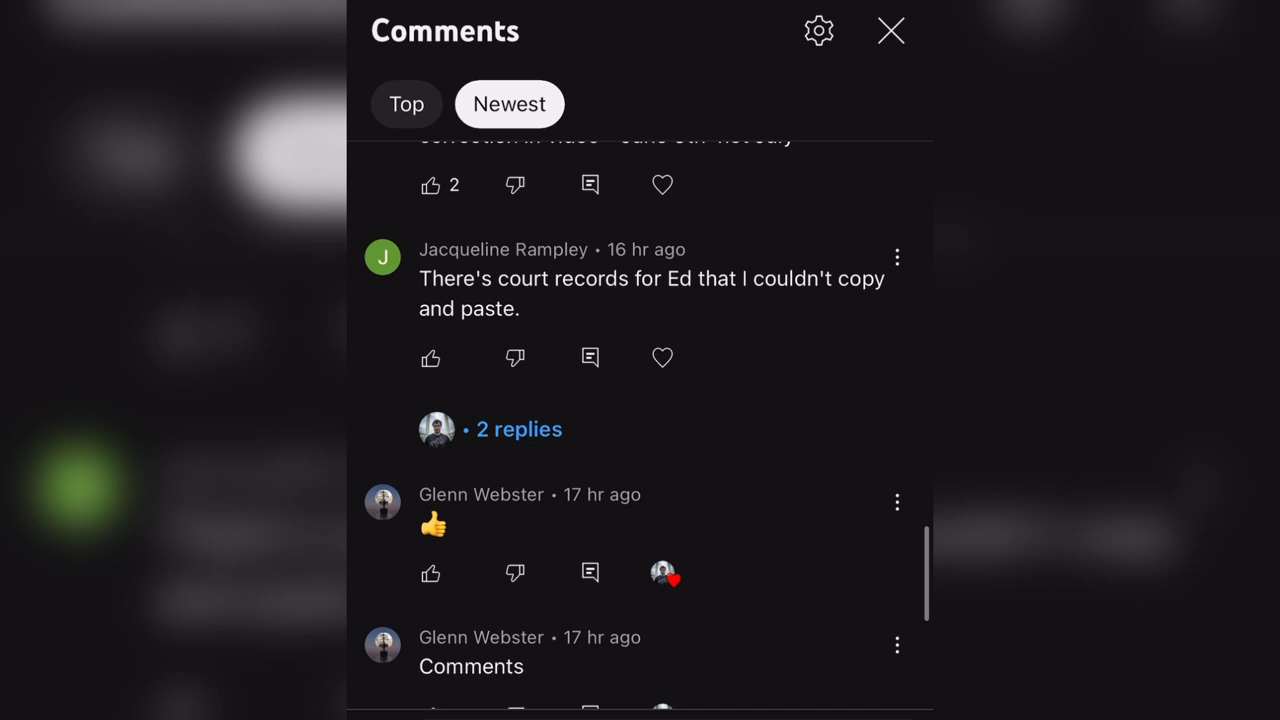 Comments
Top
Newest
2
J
Jacqueline Rampley • 16 hr ago
There's court records for Ed that I couldn't copy
and paste.
• 2 replies
Glenn Webster • 17 hr ago
👍
Glenn Webster • 17 hr ago
Comments